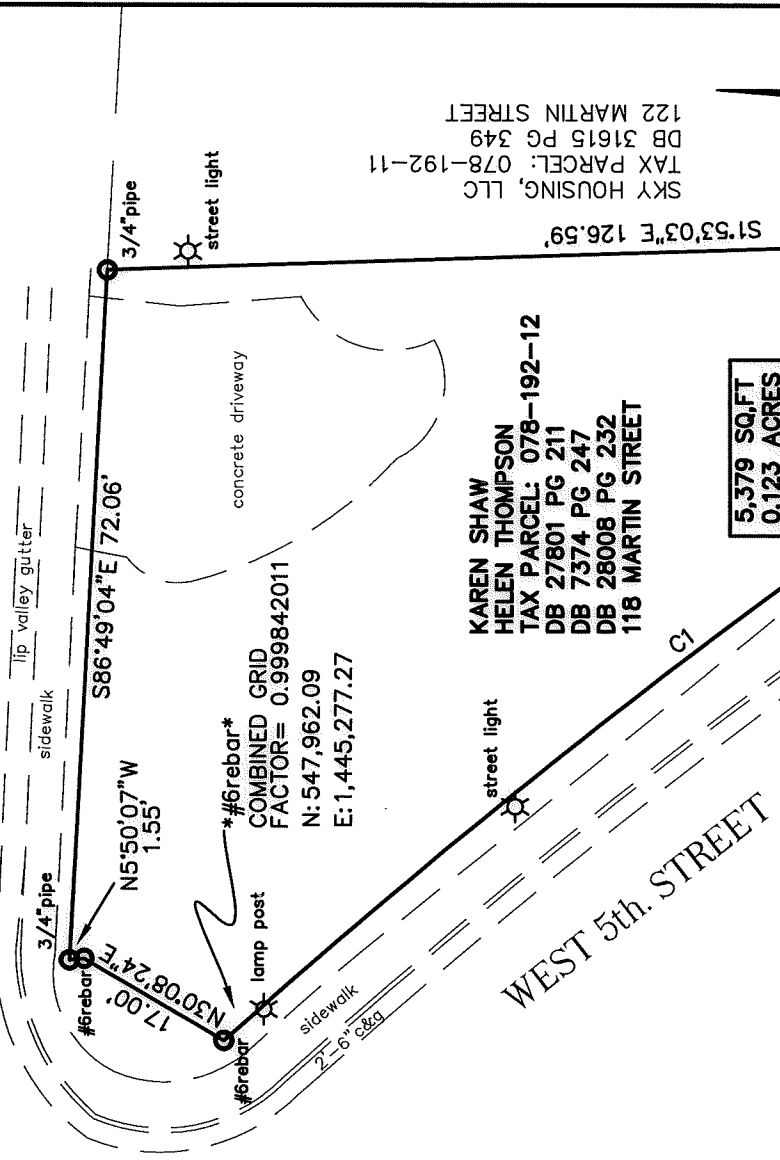 lip valley gutter
sidewalk
S86°49'04"E 72.06'
3/4"pipe
3/4"pipe
street light
concrete driveway
N5°50'07"W
1.55'
#6rebar
N30°08'24"E
17.00'
#6rebar
*#6rebar*
COMBINED GRID
FACTOR= 0.999842011
N: 547,962.09
E: 1,445,277.27
lamp post
sidewalk
2'-6" c&g
street light
C1
WEST 5th. STREET
KAREN SHAW
HELEN THOMPSON
TAX PARCEL: 078-192-12
DB 27801 PG 211
DB 7374 PG 247
DB 28008 PG 232
118 MARTIN STREET
5,379 SQ,FT
0.123 ACRES
S1°53'03"E 126.59'
SKY HOUSING, LLC
TAX PARCEL: 078-192-11
DB 31615 PG 349
122 MARTIN STREET